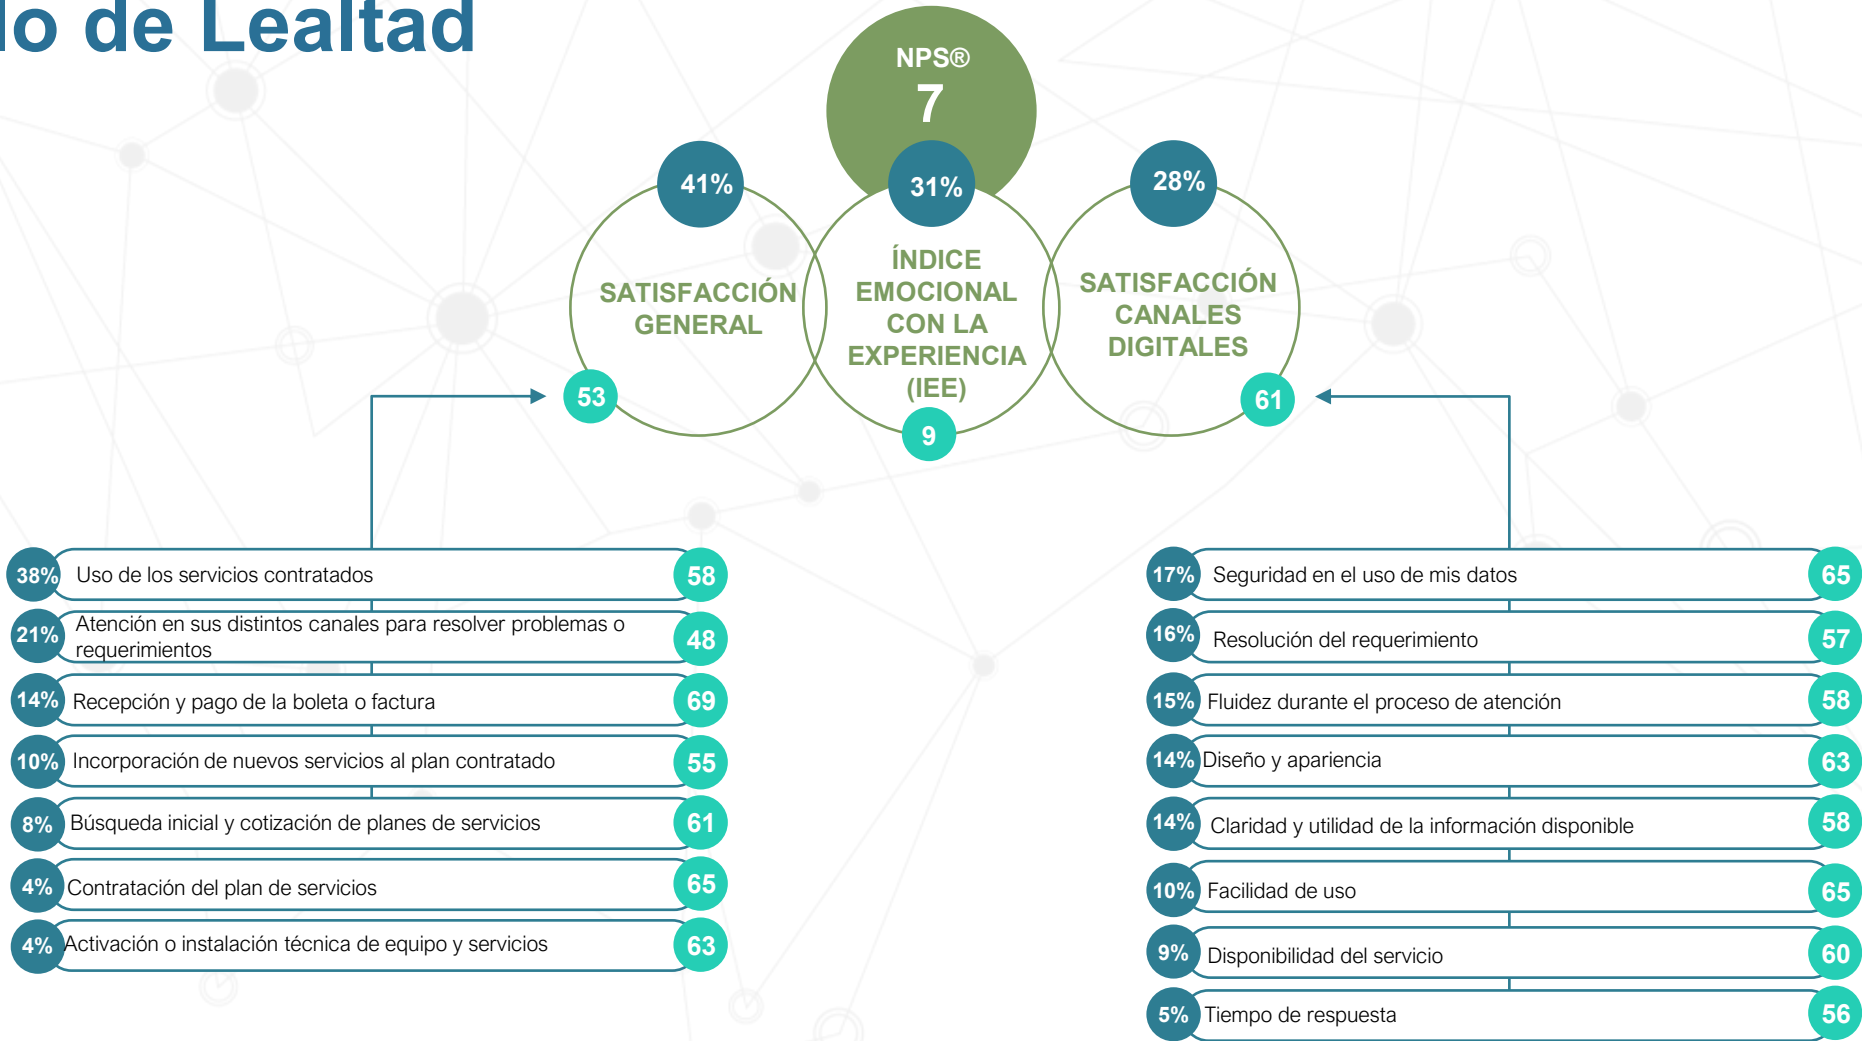 lo de Lealtad
NPS®
7
41%
31%
28%
SATISFACCIÓN
GENERAL
53
ÍNDICE
EMOCIONAL
CON LA
EXPERIENCIA
(IEE)
9
SATISFACCIÓN
CANALES
DIGITALES
61
38% Uso de los servicios contratados 58
21% Atención en sus distintos canales para resolver problemas o
requerimientos 48
14% Recepción y pago de la boleta o factura 69
10% Incorporación de nuevos servicios al plan contratado 55
8% Búsqueda inicial y cotización de planes de servicios 61
4% Contratación del plan de servicios 65
4% Activación o instalación técnica de equipo y servicios 63
17% Seguridad en el uso de mis datos 65
16% Resolución del requerimiento 57
15% Fluidez durante el proceso de atención 58
14% Diseño y apariencia 63
14% Claridad y utilidad de la información disponible 58
10% Facilidad de uso 65
9% Disponibilidad del servicio 60
5% Tiempo de respuesta 56